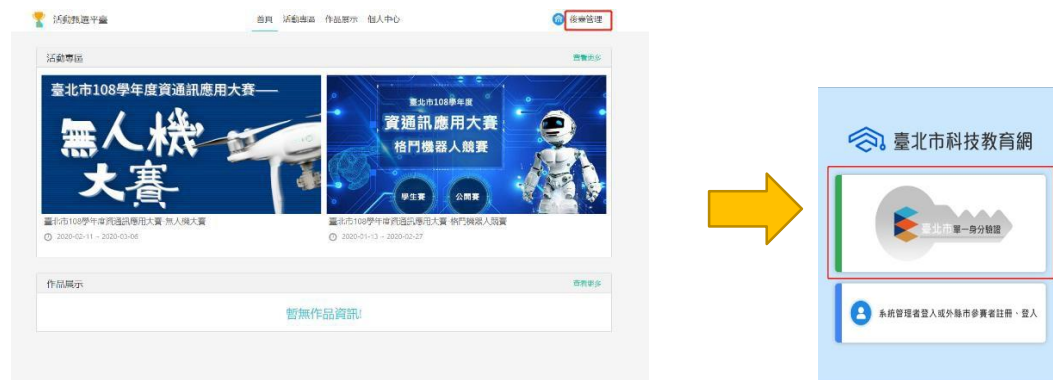 活動甄選平臺
首頁 活動專區 作品展示 個人中心
後臺管理
活動專區
查看更多
臺北市108學年度資通訊應用大賽——
無人機
大賽
臺北市108學年度
資通訊應用大賽
格鬥機器人競賽
學生賽 公開賽
臺北市108學年度資通訊應用大賽-無人機大賽
2020-02-11 ~ 2020-03-06
臺北市108學年度資通訊應用大賽-格鬥機器人競賽
2020-01-13 ~ 2020-02-27
作品展示
查看更多
暫無作品資訊!
臺北市科技教育網
臺北市 單一身分驗證
系統管理者登入或外縣市參賽者註冊、登入